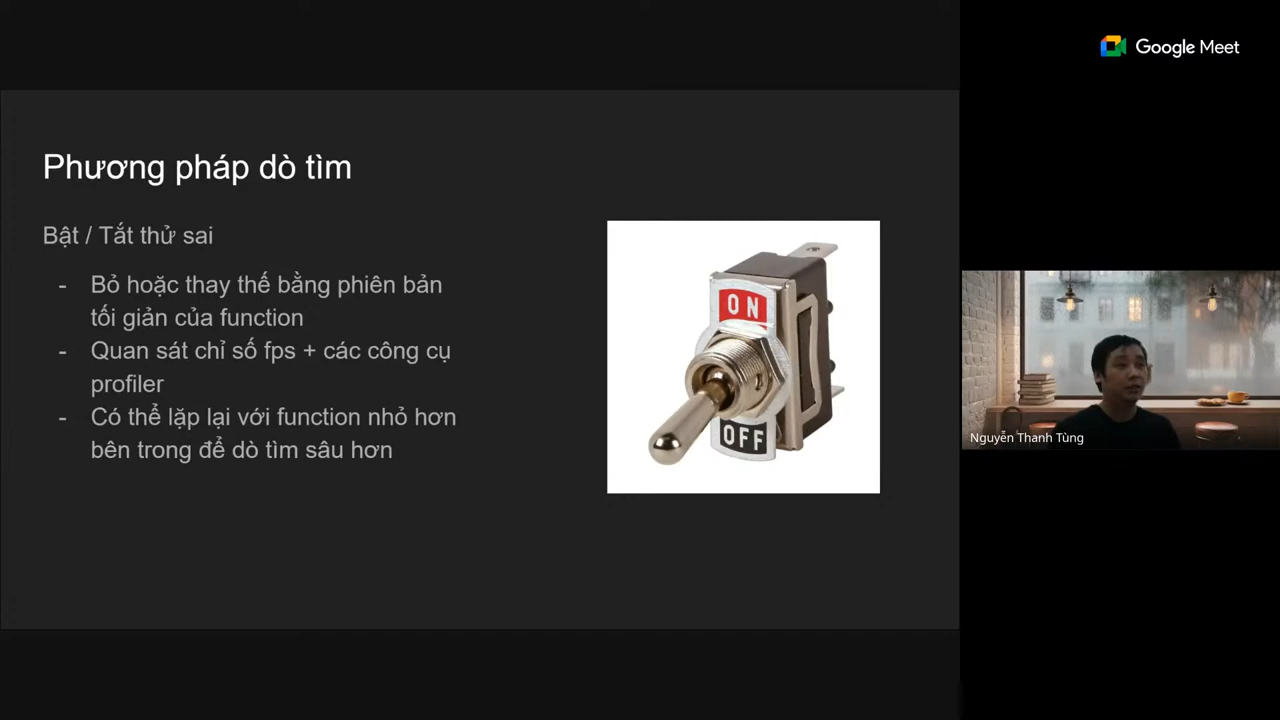 Google Meet
Phương pháp dò tìm
Bật / Tắt thử sai
- Bỏ hoặc thay thế bằng phiên bản
tối giản của function
- Quan sát chỉ số fps + các công cụ
profiler
- Có thể lặp lại với function nhỏ hơn
bên trong để dò tìm sâu hơn
ON
OFF
Nguyễn Thanh Tùng